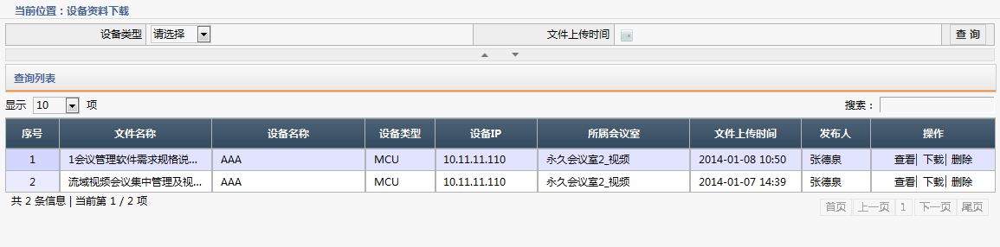 当前位置：设备资料下载
设备类型 请选择 文件上传时间 查 询
查询列表
显示 10 项 搜索：
序号 文件名称 设备名称 设备类型 设备IP 所属会议室 文件上传时间 发布人 操作
1 1会议管理软件需求规格说... AAA MCU 10.11.11.110 永久会议室2_视频 2014-01-08 10:50 张德泉 查看| 下载| 删除
2 流域视频会议集中管理及视... AAA MCU 10.11.11.110 永久会议室2_视频 2014-01-07 14:39 张德泉 查看| 下载| 删除
共 2 条信息 | 当前第 1 / 2 项 首页 上一页 1 下一页 尾页